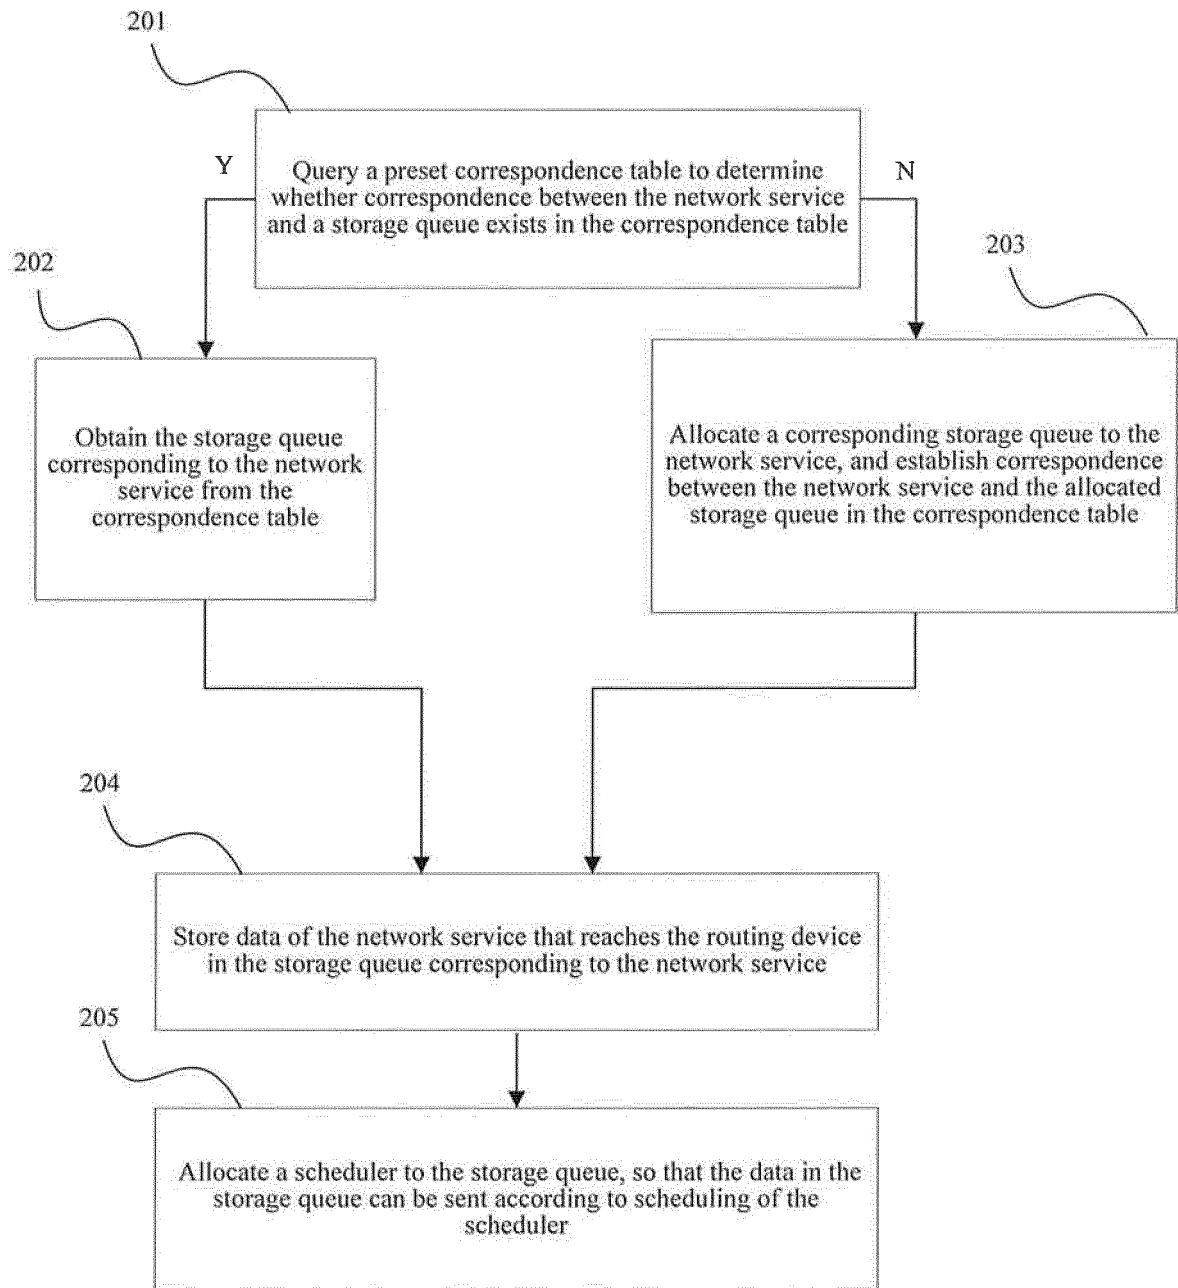 201
Y
N
Query a preset correspondence table to determine
whether correspondence between the network service
and a storage queue exists in the correspondence table
202
203
Obtain the storage queue
corresponding to the network
service from the
correspondence table
Allocate a corresponding storage queue to the
network service, and establish correspondence
between the network service and the allocated
storage queue in the correspondence table
204
Store data of the network service that reaches the routing device
in the storage queue corresponding to the network service
205
Allocate a scheduler to the storage queue, so that the data in the
storage queue can be sent according to scheduling of the
scheduler